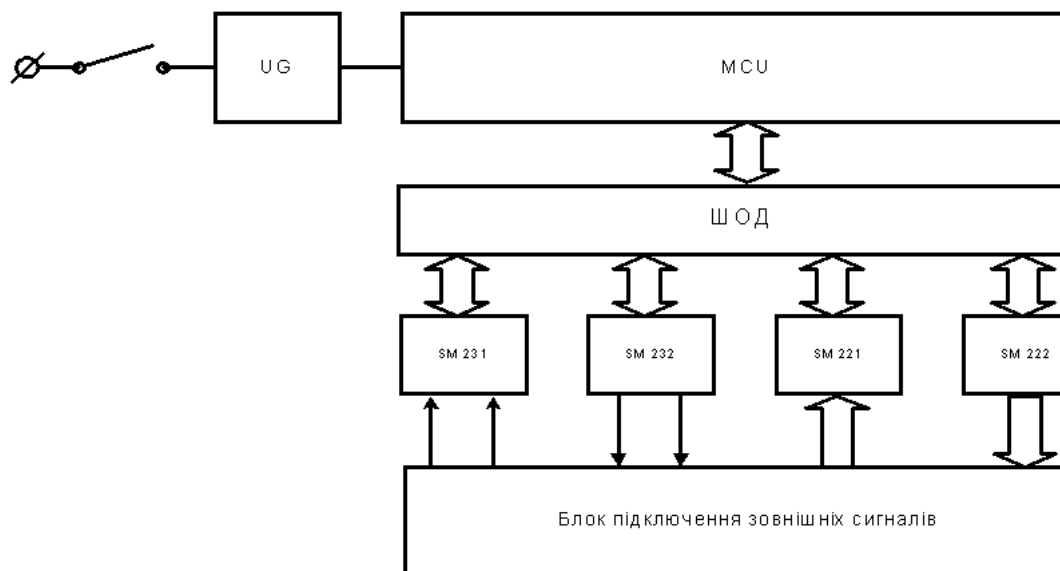 UG
MCU
ШОД
SM 231
SM 232
SM 221
SM 222
Блок підключення зовнішніх сигналів